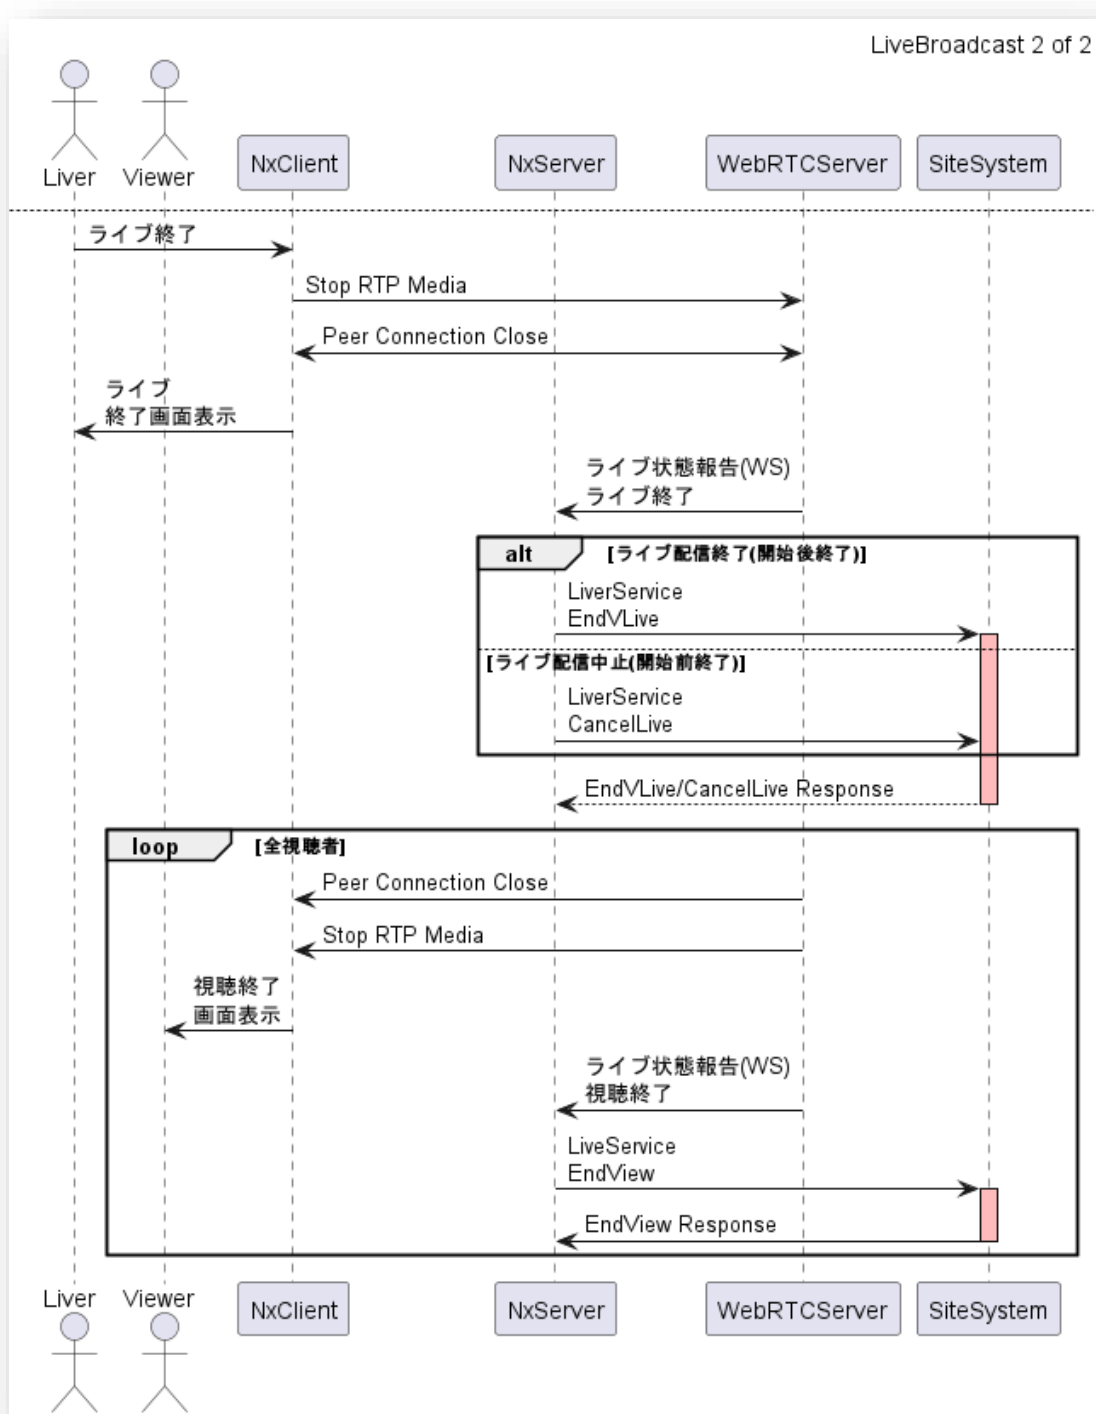 LiveBroadcast 2 of 2
Liver
Viewer
NxClient
NxServer
WebRTCServer
SiteSystem
ライブ終了
Stop RTP Media
Peer Connection Close
ライブ
終了画面表示
ライブ状態報告(WS)
ライブ終了
alt
[ライブ配信終了(開始後終了)]
LiverService
EndVLive
[ライブ配信中止(開始前終了)]
LiverService
CancelLive
EndVLive/CancelLive Response
loop
[全視聴者]
Peer Connection Close
Stop RTP Media
視聴終了
画面表示
ライブ状態報告(WS)
視聴終了
LiveService
EndView
EndView Response
Liver
Viewer
NxClient
NxServer
WebRTCServer
SiteSystem